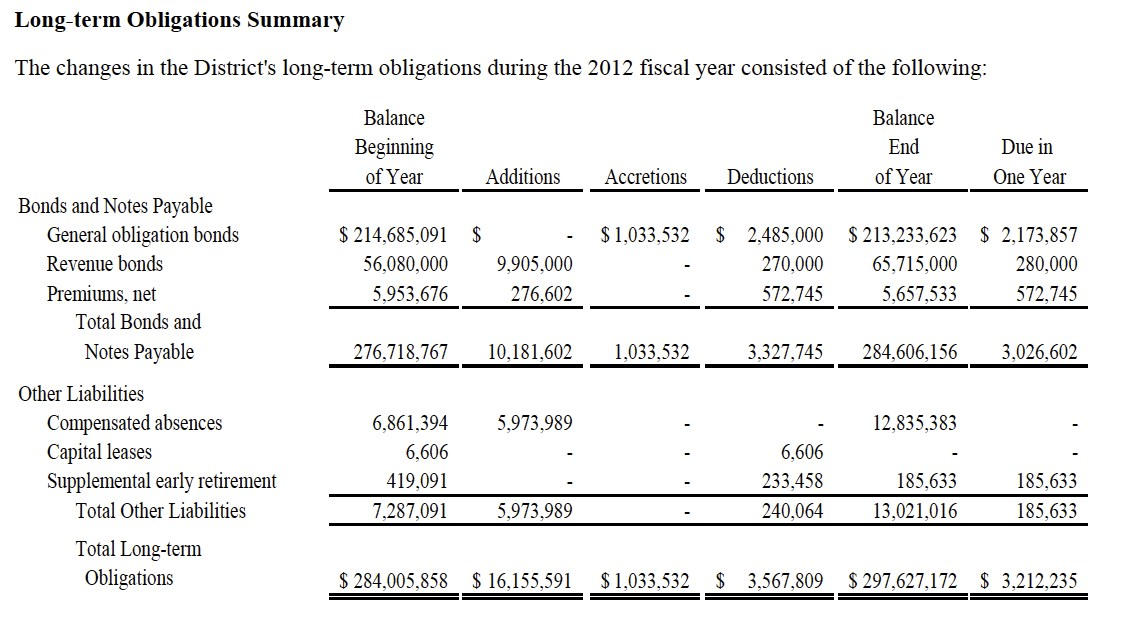 Long-term Obligations Summary
The changes in the District's long-term obligations during the 2012 fiscal year consisted of the following:
Balance Balance
Beginning End Due in
of Year Additions Accretions Deductions of Year One Year
Bonds and Notes Payable
General obligation bonds $ 214,685,091 $ - $ 1,033,532 $ 2,485,000 $ 213,233,623 $ 2,173,857
Revenue bonds 56,080,000 9,905,000 - 270,000 65,715,000 280,000
Premiums, net 5,953,676 276,602 - 572,745 5,657,533 572,745
Total Bonds and
Notes Payable 276,718,767 10,181,602 1,033,532 3,327,745 284,606,156 3,026,602
Other Liabilities
Compensated absences 6,861,394 5,973,989 - - 12,835,383 -
Capital leases 6,606 - - 6,606 - -
Supplemental early retirement 419,091 - - 233,458 185,633 185,633
Total Other Liabilities 7,287,091 5,973,989 - 240,064 13,021,016 185,633
Total Long-term
Obligations $ 284,005,858 $ 16,155,591 $ 1,033,532 $ 3,567,809 $ 297,627,172 $ 3,212,235